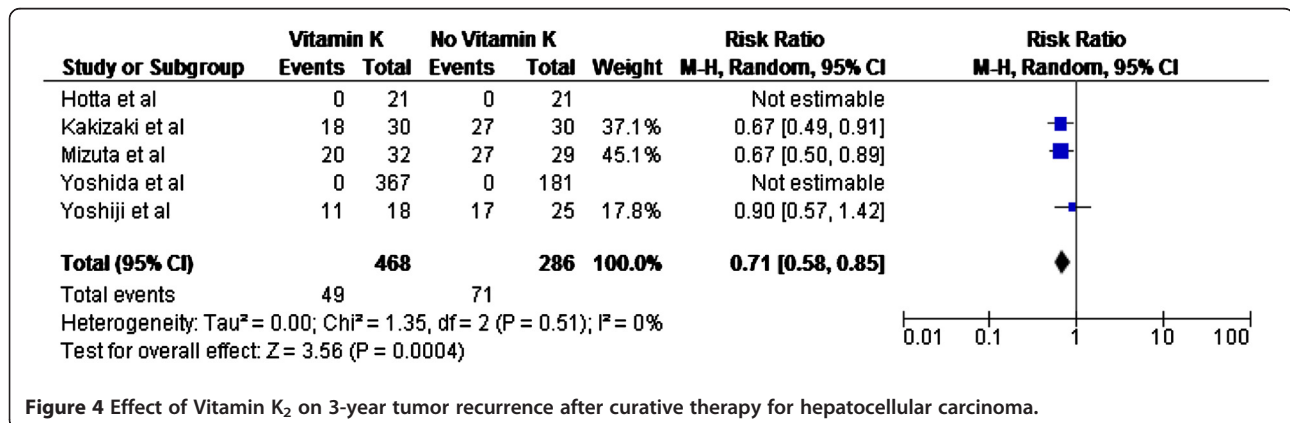 Vitamin K No Vitamin K Risk Ratio Risk Ratio
Study or Subgroup Events Total Events Total Weight M-H, Random, 95% CI M-H, Random, 95% CI
Hotta et al 0 21 0 21 Not estimable
Kakizaki et al 18 30 27 30 37.1% 0.67 [0.49, 0.91]
Mizuta et al 20 32 27 29 45.1% 0.67 [0.50, 0.89]
Yoshida et al 0 367 0 181 Not estimable
Yoshiji et al 11 18 17 25 17.8% 0.90 [0.57, 1.42]
Total (95% CI) 468 286 100.0% 0.71 [0.58, 0.85]
Total events 49 71
Heterogeneity: Tau² = 0.00; Chi² = 1.35, df = 2 (P = 0.51); I² = 0%
Test for overall effect: Z = 3.56 (P = 0.0004)
0.01 0.1 1 10 100
Figure 4 Effect of Vitamin K₂ on 3-year tumor recurrence after curative therapy for hepatocellular carcinoma.